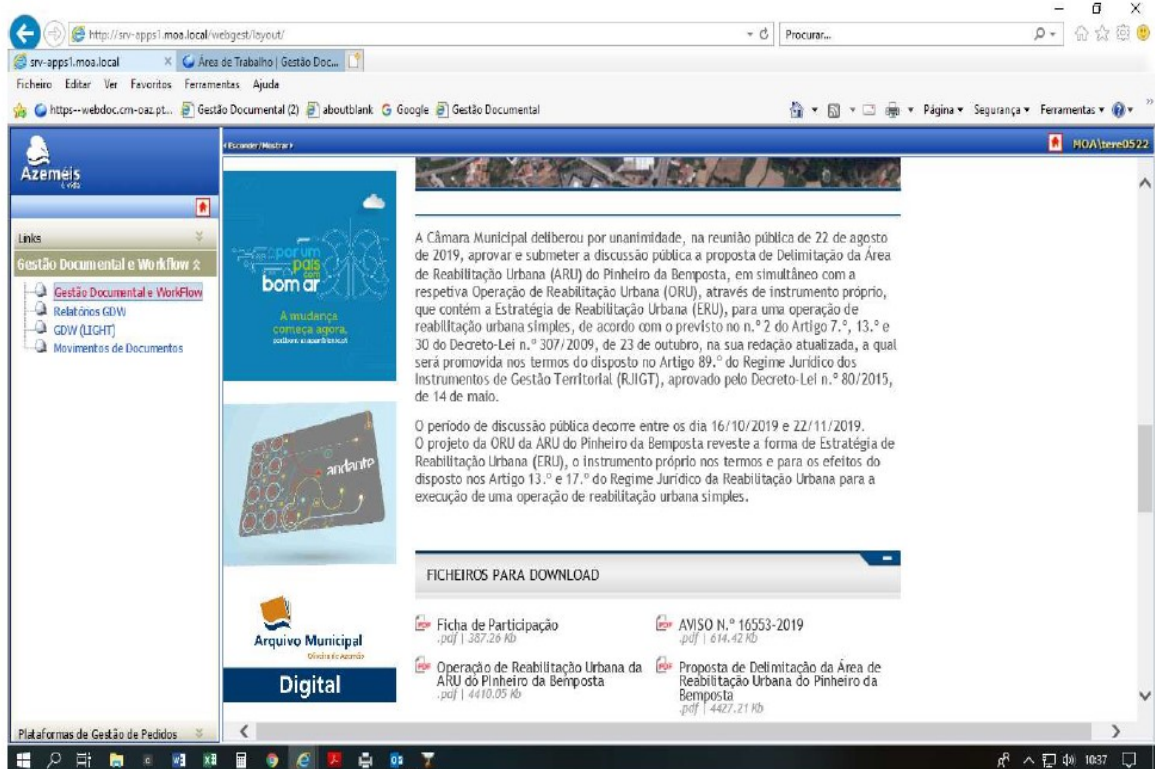 http://srv-apps1.moa.local/webgest/layout/
Procurar...
srv-apps1.moa.local
Área de Trabalho | Gestão Doc...
Ficheiro Editar Ver Favoritos Ferramentas Ajuda
https--webdoc.cm-oaz.pt... Gestão Documental (2) aboutblank Google Gestão Documental
Página Segurança Ferramentas
Azeméis
é vida
Esconder/Mostrar
MOA\tere0522
Links
Gestão Documental e Workflow
Gestão Documental e WorkFlow
Relatórios GDW
GDW (LIGHT)
Movimentos de Documentos
Plataformas de Gestão de Pedidos
por um
país
com
bom ar
A mudança
começa agora.
andante
Arquivo Municipal
Digital
A Câmara Municipal deliberou por unanimidade, na reunião pública de 22 de agosto
de 2019, aprovar e submeter a discussão pública a proposta de Delimitação da Área
de Reabilitação Urbana (ARU) do Pinheiro da Bemposta, em simultâneo com a
respetiva Operação de Reabilitação Urbana (ORU), através de instrumento próprio,
que contém a Estratégia de Reabilitação Urbana (ERU), para uma operação de
reabilitação urbana simples, de acordo com o previsto no n.º 2 do Artigo 7.º, 13.º e
30 do Decreto-Lei n.º 307/2009, de 23 de outubro, na sua redação atualizada, a qual
será promovida nos termos do disposto no Artigo 89.º do Regime Jurídico dos
Instrumentos de Gestão Territorial (RJIGT), aprovado pelo Decreto-Lei n.º 80/2015,
de 14 de maio.
O período de discussão pública decorre entre os dia 16/10/2019 e 22/11/2019.
O projeto da ORU da ARU do Pinheiro da Bemposta reveste a forma de Estratégia de
Reabilitação Urbana (ERU), o instrumento próprio nos termos e para os efeitos do
disposto nos Artigo 13.º e 17.º do Regime Jurídico da Reabilitação Urbana para a
execução de uma operação de reabilitação urbana simples.
FICHEIROS PARA DOWNLOAD
Ficha de Participação
.pdf | 387.26 Kb
AVISO N.º 16553-2019
.pdf | 614.42 Kb
Operação de Reabilitação Urbana da
ARU do Pinheiro da Bemposta
.pdf | 4410.05 Kb
Proposta de Delimitação da Área de
Reabilitação Urbana do Pinheiro da
Bemposta
.pdf | 4427.21 Kb
10:37